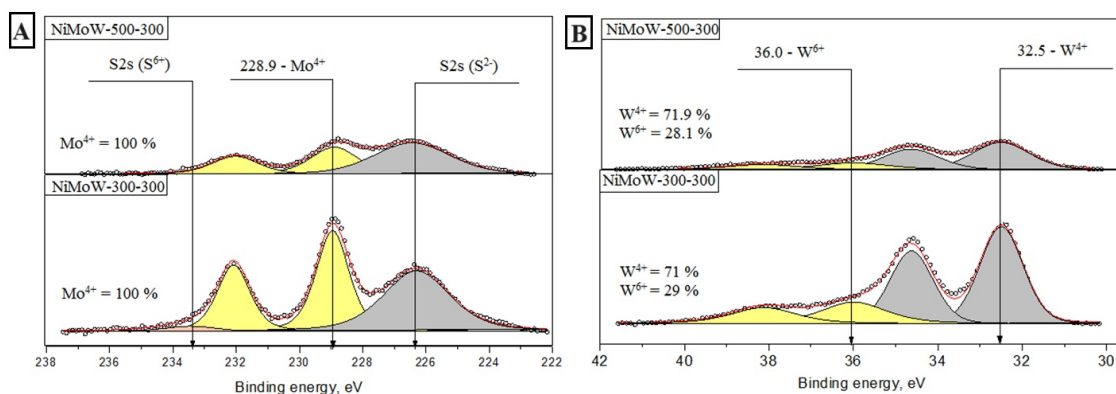 A
NiMoW-500-300
S2s (S⁶⁺)
228.9 - Mo⁴⁺
S2s (S²⁻)
Mo⁴⁺ = 100 %
NiMoW-300-300
Mo⁴⁺ = 100 %
238 236 234 232 230 228 226 224 222
Binding energy, eV
B
NiMoW-500-300
36.0 - W⁶⁺
32.5 - W⁴⁺
W⁴⁺ = 71.9 %
W⁶⁺ = 28.1 %
NiMoW-300-300
W⁴⁺ = 71 %
W⁶⁺ = 29 %
42 40 38 36 34 32 30
Binding energy, eV